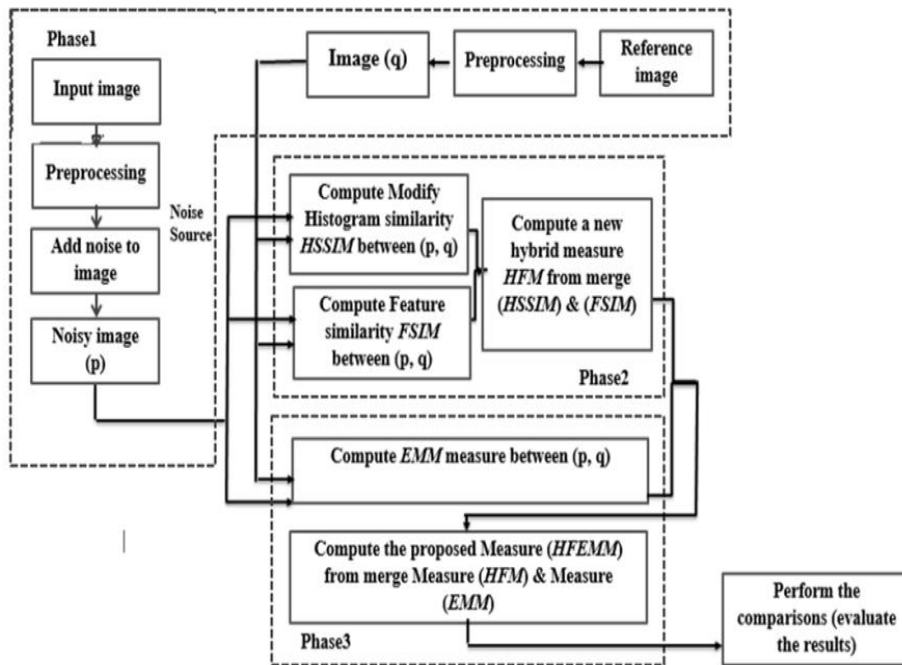 Phase1
Input image
Preprocessing
Add noise to
image
Noisy image
(p)
Noise
Source
Image (q)
Preprocessing
Reference
image
Compute Modify
Histogram similarity
HSSIM between (p, q)
Compute Feature
similarity FSIM
between (p, q)
Compute a new
hybrid measure
HFM from merge
(HSSIM) & (FSIM)
Phase2
Compute EMM measure between (p, q)
Compute the proposed Measure (HFEMM)
from merge Measure (HFM) & Measure
(EMM)
Phase3
Perform the
comparisons (evaluate
the results)